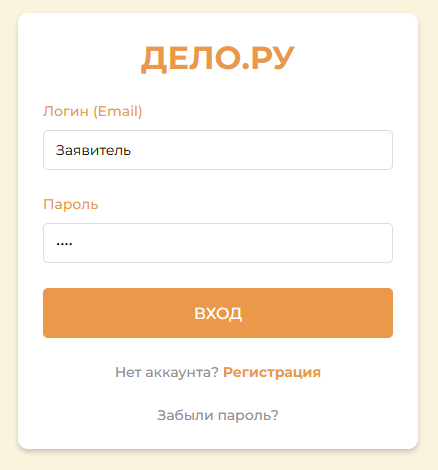 ДЕЛО.РУ
Логин (Email)
Заявитель
Пароль
····
ВХОД
Нет аккаунта? Регистрация
Забыли пароль?